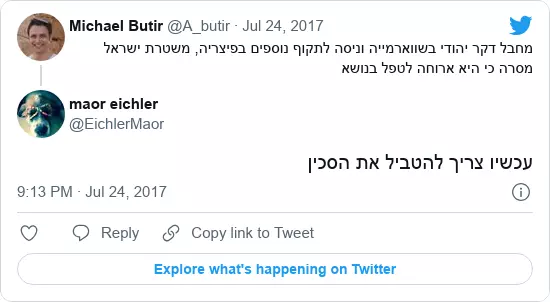 Michael Butir @A_butir · Jul 24, 2017
מחבל דקר יהודי בשווארמייה וניסה לתקוף נוספים בפיצריה, משטרת ישראל
מסרה כי היא ארוחה לטפל בנושא
maor eichler
@EichlerMaor
עכשיו צריך להטביל את הסכין
9:13 PM · Jul 24, 2017
Reply
Copy link to Tweet
Explore what's happening on Twitter